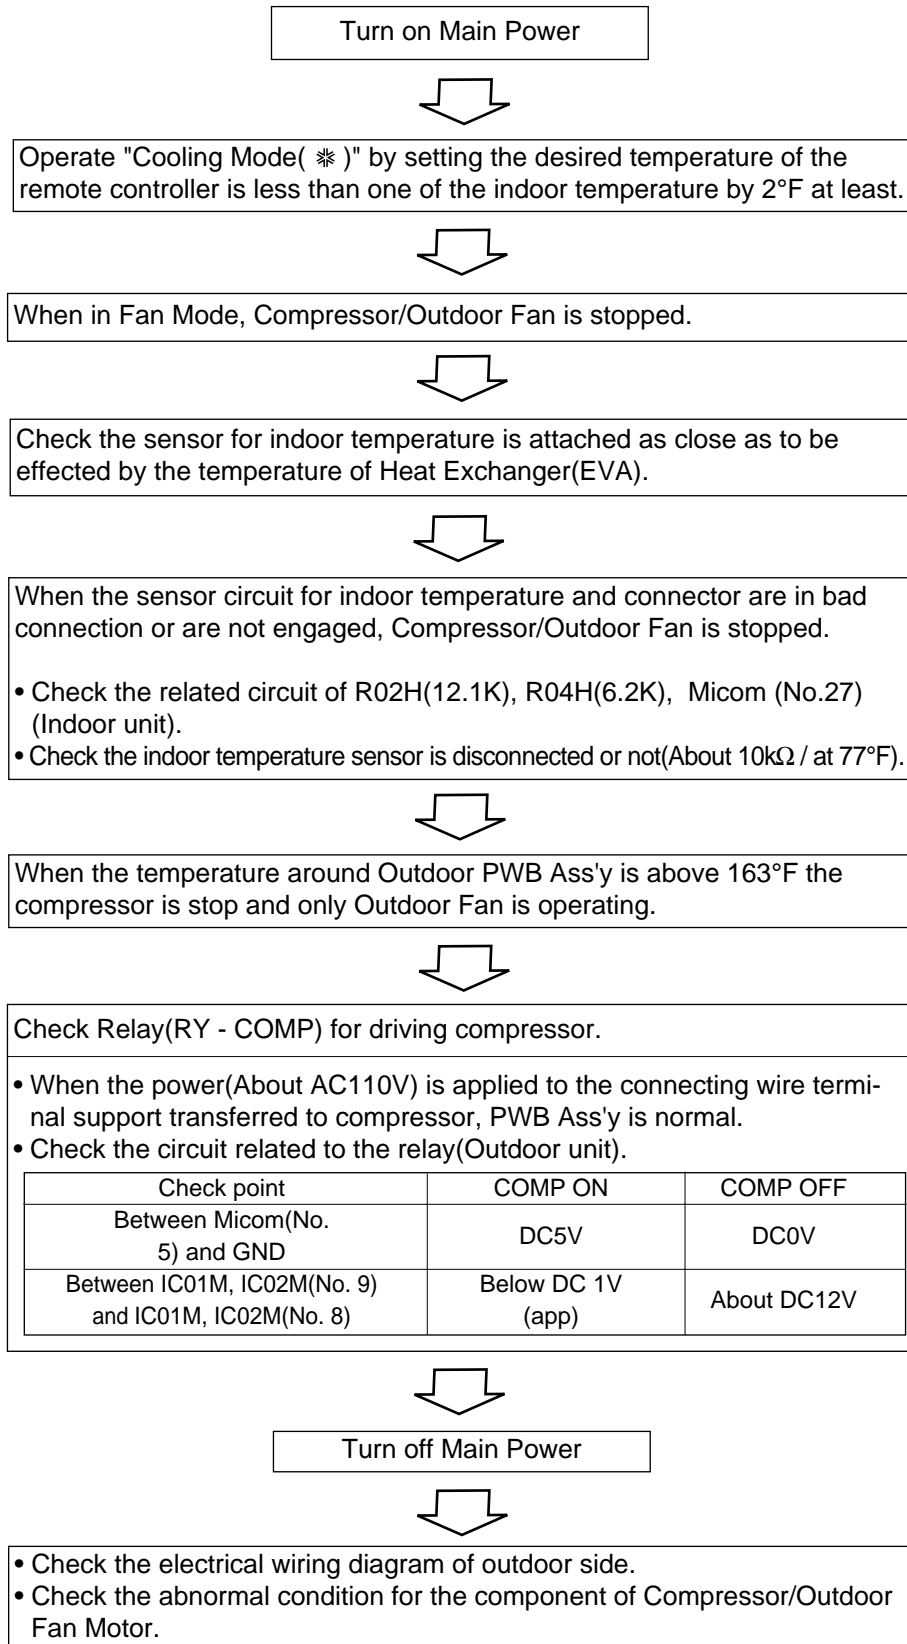 Turn on Main Power
Operate "Cooling Mode( ❋ )" by setting the desired temperature of the
remote controller is less than one of the indoor temperature by 2°F at least.
When in Fan Mode, Compressor/Outdoor Fan is stopped.
Check the sensor for indoor temperature is attached as close as to be
effected by the temperature of Heat Exchanger(EVA).
When the sensor circuit for indoor temperature and connector are in bad
connection or are not engaged, Compressor/Outdoor Fan is stopped.
• Check the related circuit of R02H(12.1K), R04H(6.2K), Micom (No.27)
(Indoor unit).
• Check the indoor temperature sensor is disconnected or not(About 10kΩ / at 77°F).
When the temperature around Outdoor PWB Ass'y is above 163°F the
compressor is stop and only Outdoor Fan is operating.
Check Relay(RY - COMP) for driving compressor.
• When the power(About AC110V) is applied to the connecting wire termi-
nal support transferred to compressor, PWB Ass'y is normal.
• Check the circuit related to the relay(Outdoor unit).
Check point COMP ON COMP OFF
Between Micom(No.
5) and GND DC5V DC0V
Between IC01M, IC02M(No. 9)
and IC01M, IC02M(No. 8) Below DC 1V
(app) About DC12V
Turn off Main Power
• Check the electrical wiring diagram of outdoor side.
• Check the abnormal condition for the component of Compressor/Outdoor
Fan Motor.